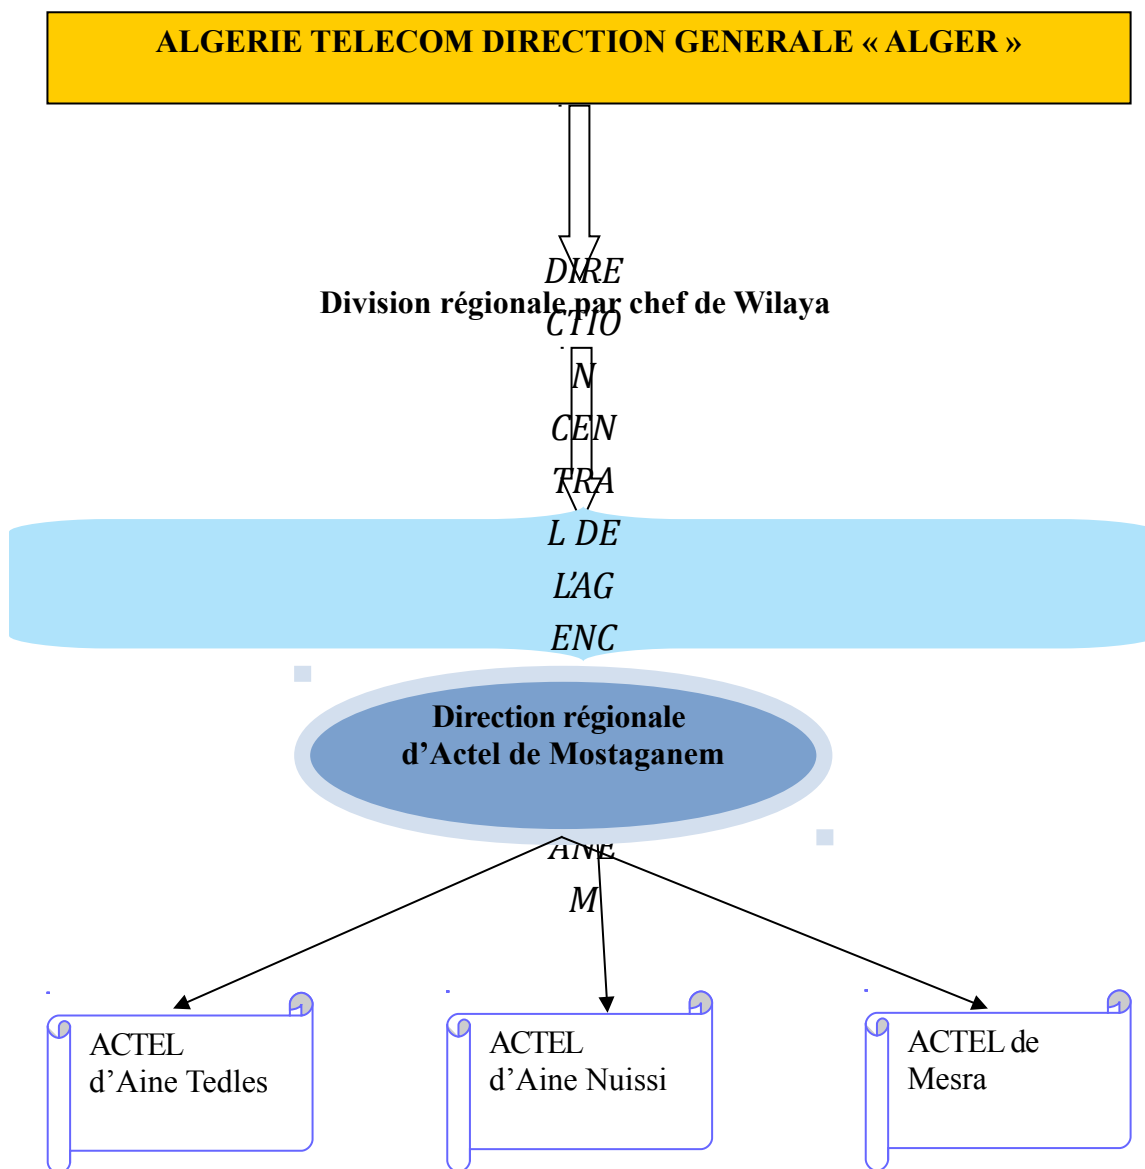 ALGERIE TELECOM DIRECTION GENERALE « ALGER »
Division régionale par chef de Wilaya
DIRE
CTIO
N
CEN
TRA
L DE
L'AG
ENC
Direction régionale
d'Actel de Mostaganem
ANE
M
ACTEL
d'Aine Tedles
ACTEL
d'Aine Nuissi
ACTEL de
Mesra